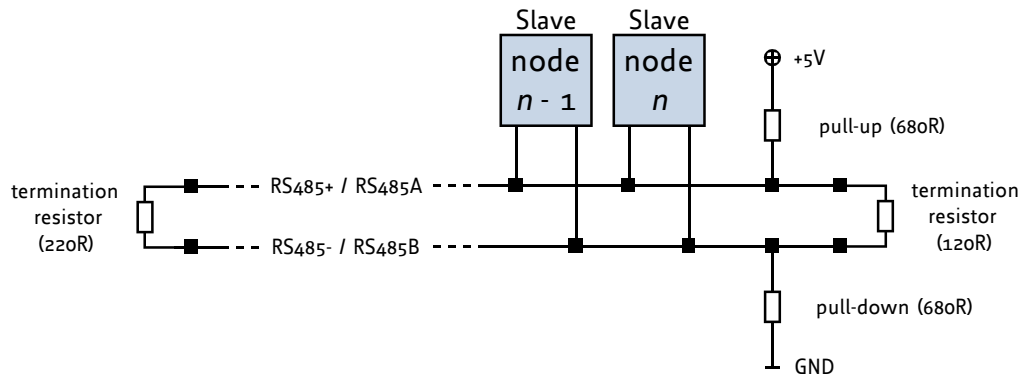 Slave
Slave
node
n - 1
node
n
+5V
pull-up (680R)
termination
resistor
(220R)
RS485+ / RS485A
RS485- / RS485B
termination
resistor
(120R)
pull-down (680R)
GND